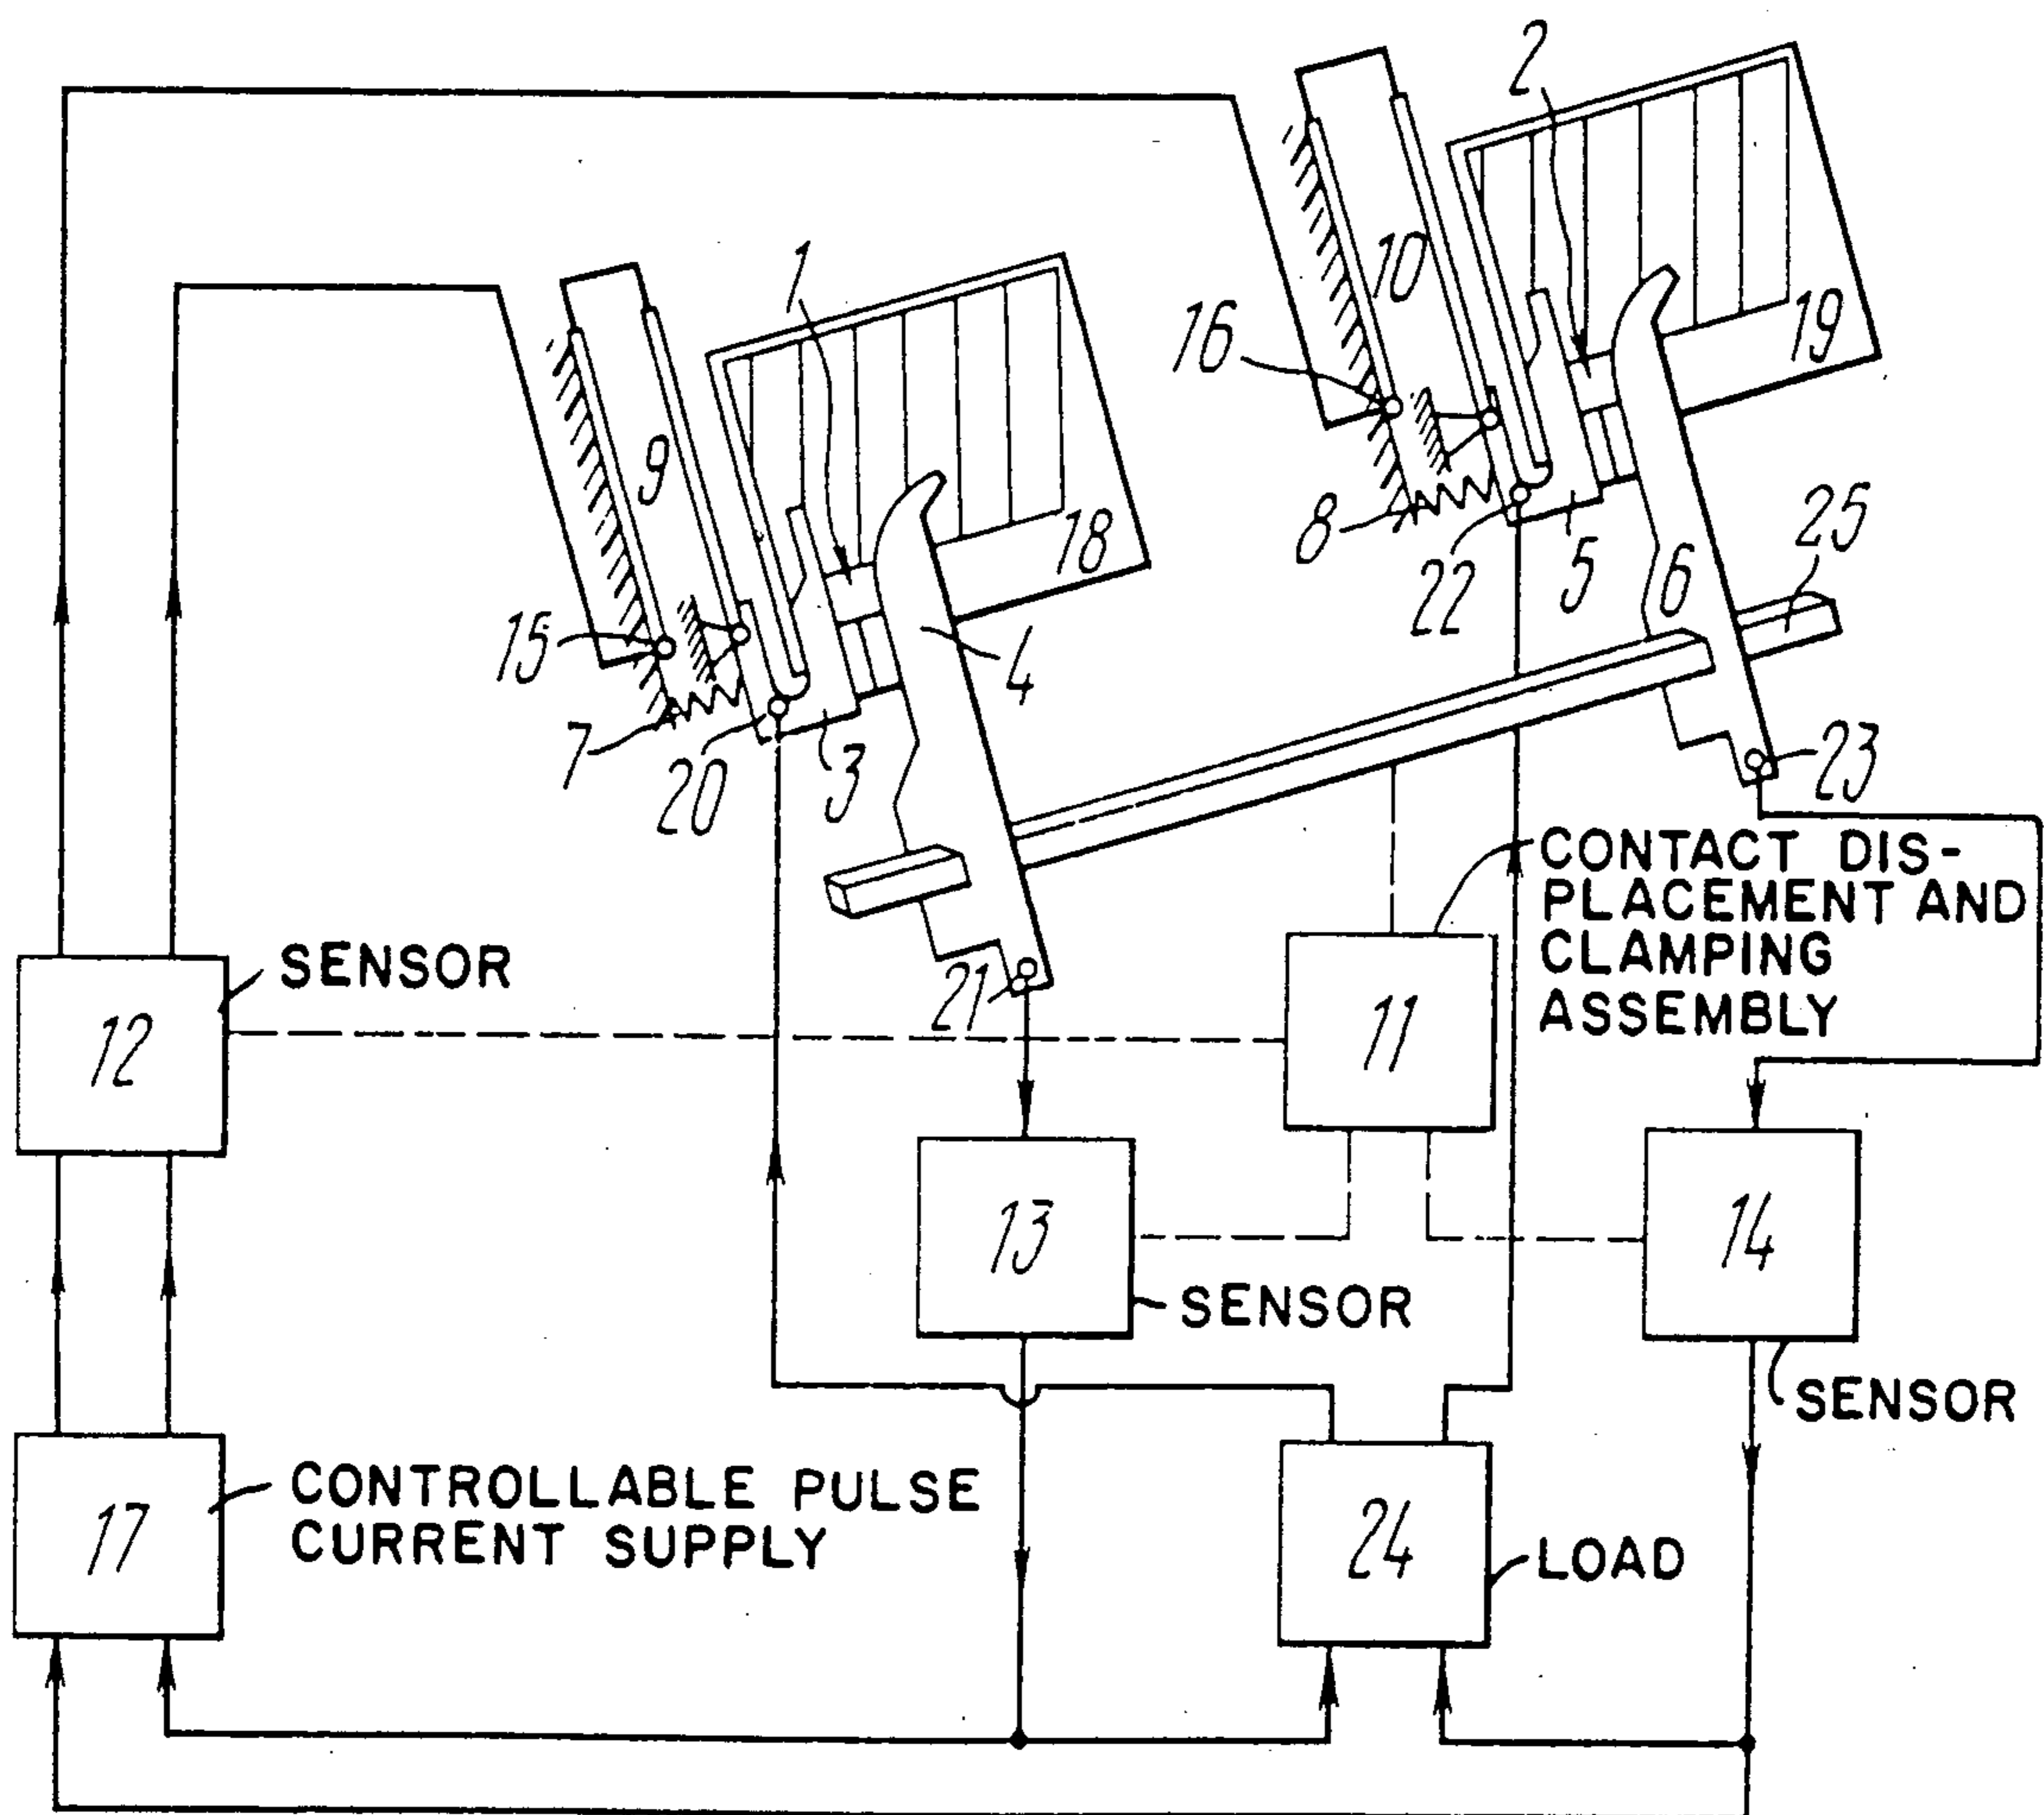 2
1
10
16
19
9
18
8
25
22
5
6
15
4
7
20
3
23
CONTACT DIS-
PLACEMENT AND
CLAMPING
ASSEMBLY
SENSOR
21
12
11
13
14
SENSOR
SENSOR
CONTROLLABLE PULSE
CURRENT SUPPLY
17
24
LOAD